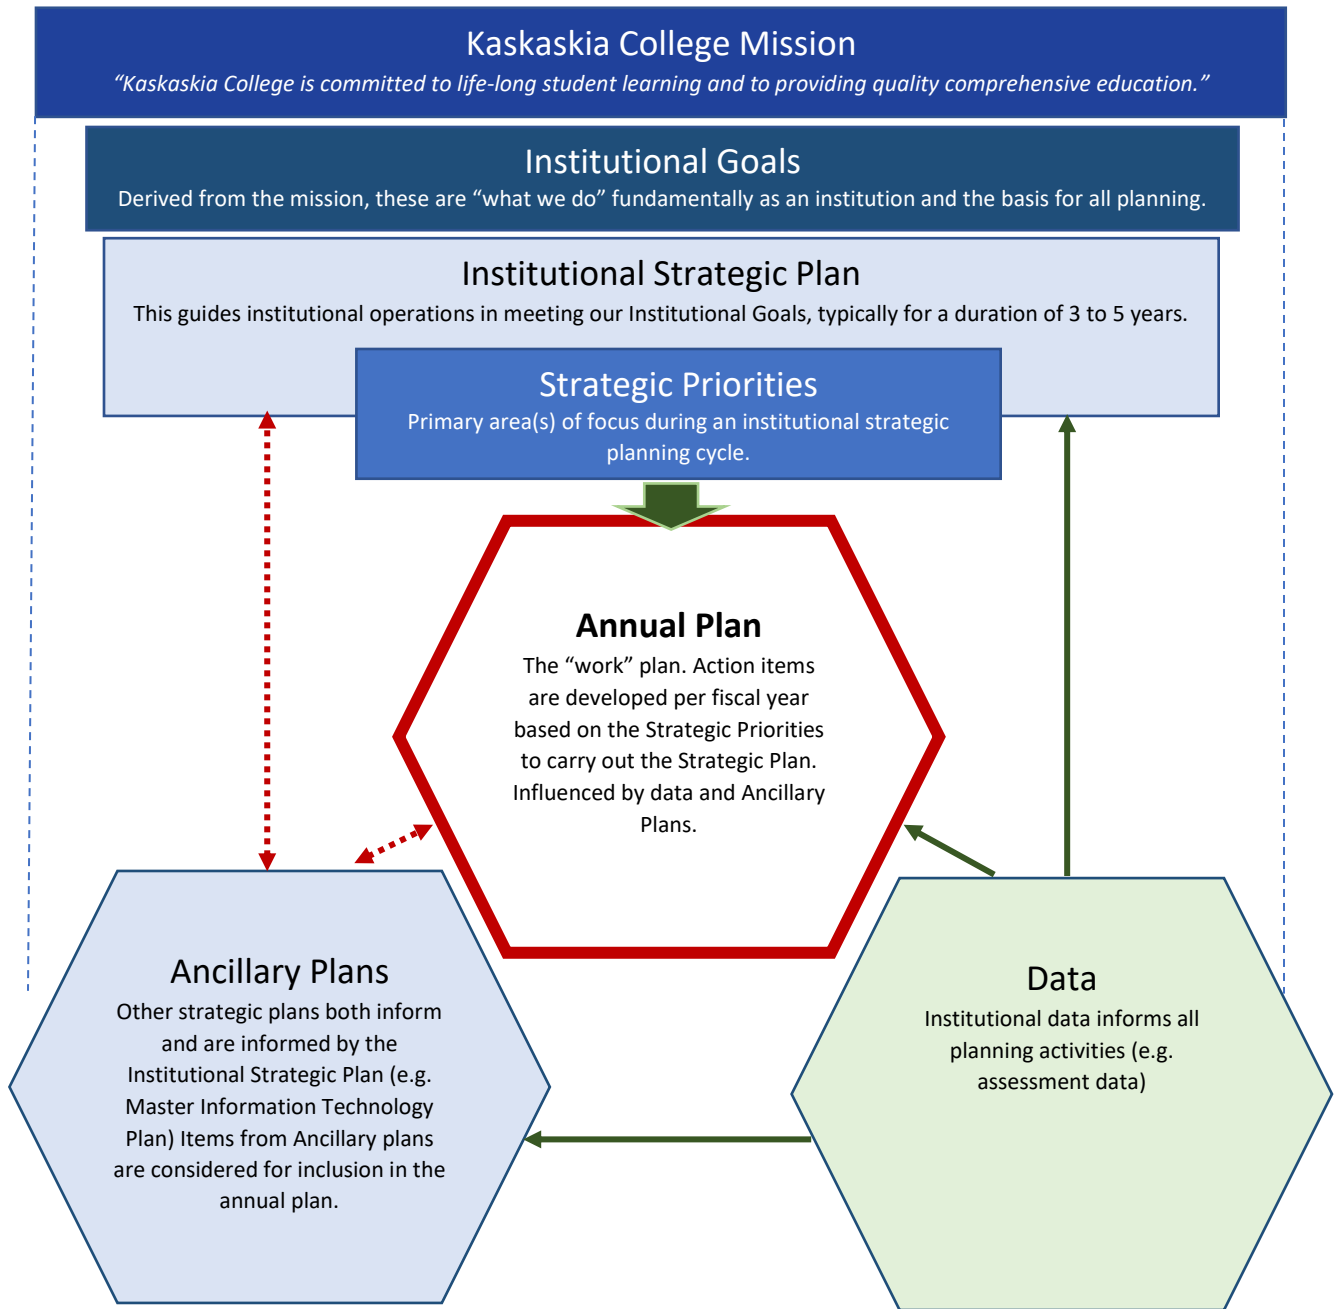 Kaskaskia College Mission
“Kaskaskia College is committed to life-long student learning and to providing quality comprehensive education.”
Institutional Goals
Derived from the mission, these are “what we do” fundamentally as an institution and the basis for all planning.
Institutional Strategic Plan
This guides institutional operations in meeting our Institutional Goals, typically for a duration of 3 to 5 years.
Strategic Priorities
Primary area(s) of focus during an institutional strategic
planning cycle.
Annual Plan
The “work” plan. Action items
are developed per fiscal year
based on the Strategic Priorities
to carry out the Strategic Plan.
Influenced by data and Ancillary
Plans.
Ancillary Plans
Other strategic plans both inform
and are informed by the
Institutional Strategic Plan (e.g.
Master Information Technology
Plan) Items from Ancillary plans
are considered for inclusion in the
annual plan.
Data
Institutional data informs all
planning activities (e.g.
assessment data)